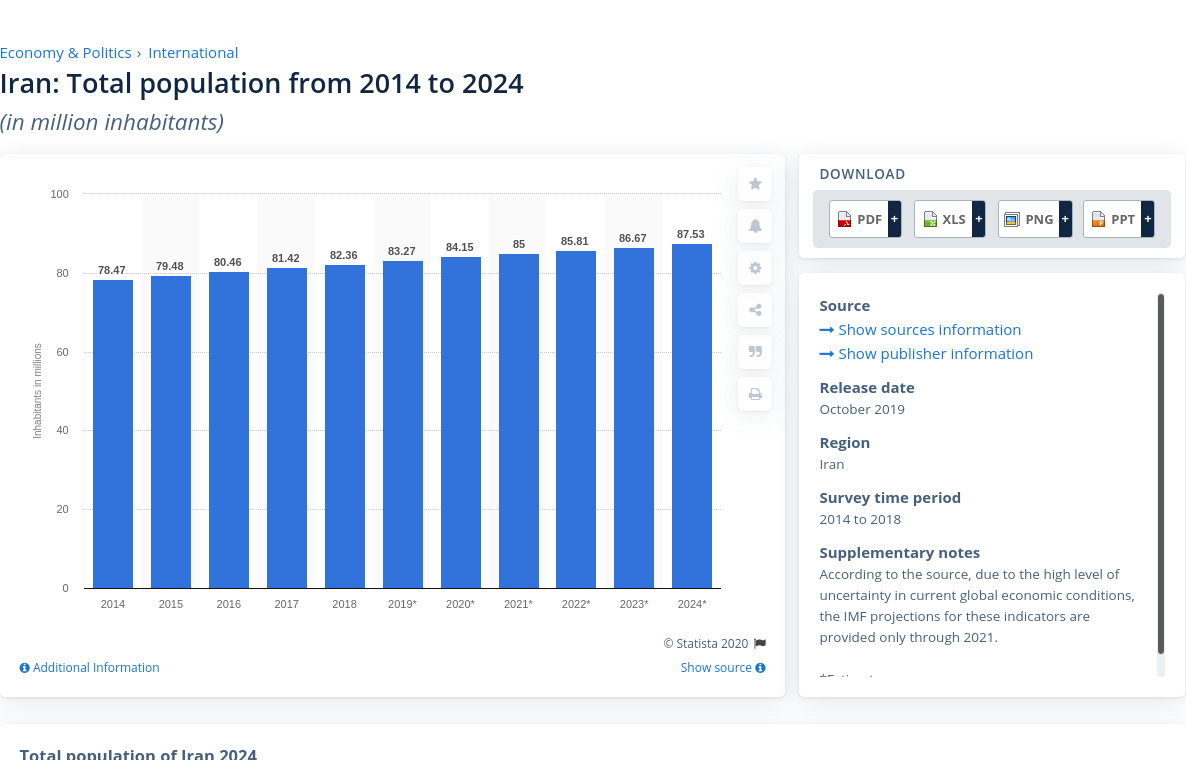 Economy & Politics › International
Iran: Total population from 2014 to 2024
(in million inhabitants)
100
80
60
40
20
0
Inhabitants in millions
78.47
79.48
80.46
81.42
82.36
83.27
84.15
85
85.81
86.67
87.53
2014
2015
2016
2017
2018
2019*
2020*
2021*
2022*
2023*
2024*
© Statista 2020
Additional Information
Show source
DOWNLOAD
PDF +
XLS +
PNG +
PPT +
Source
Show sources information
Show publisher information
Release date
October 2019
Region
Iran
Survey time period
2014 to 2018
Supplementary notes
According to the source, due to the high level of
uncertainty in current global economic conditions,
the IMF projections for these indicators are
provided only through 2021.
Total population of Iran 2024